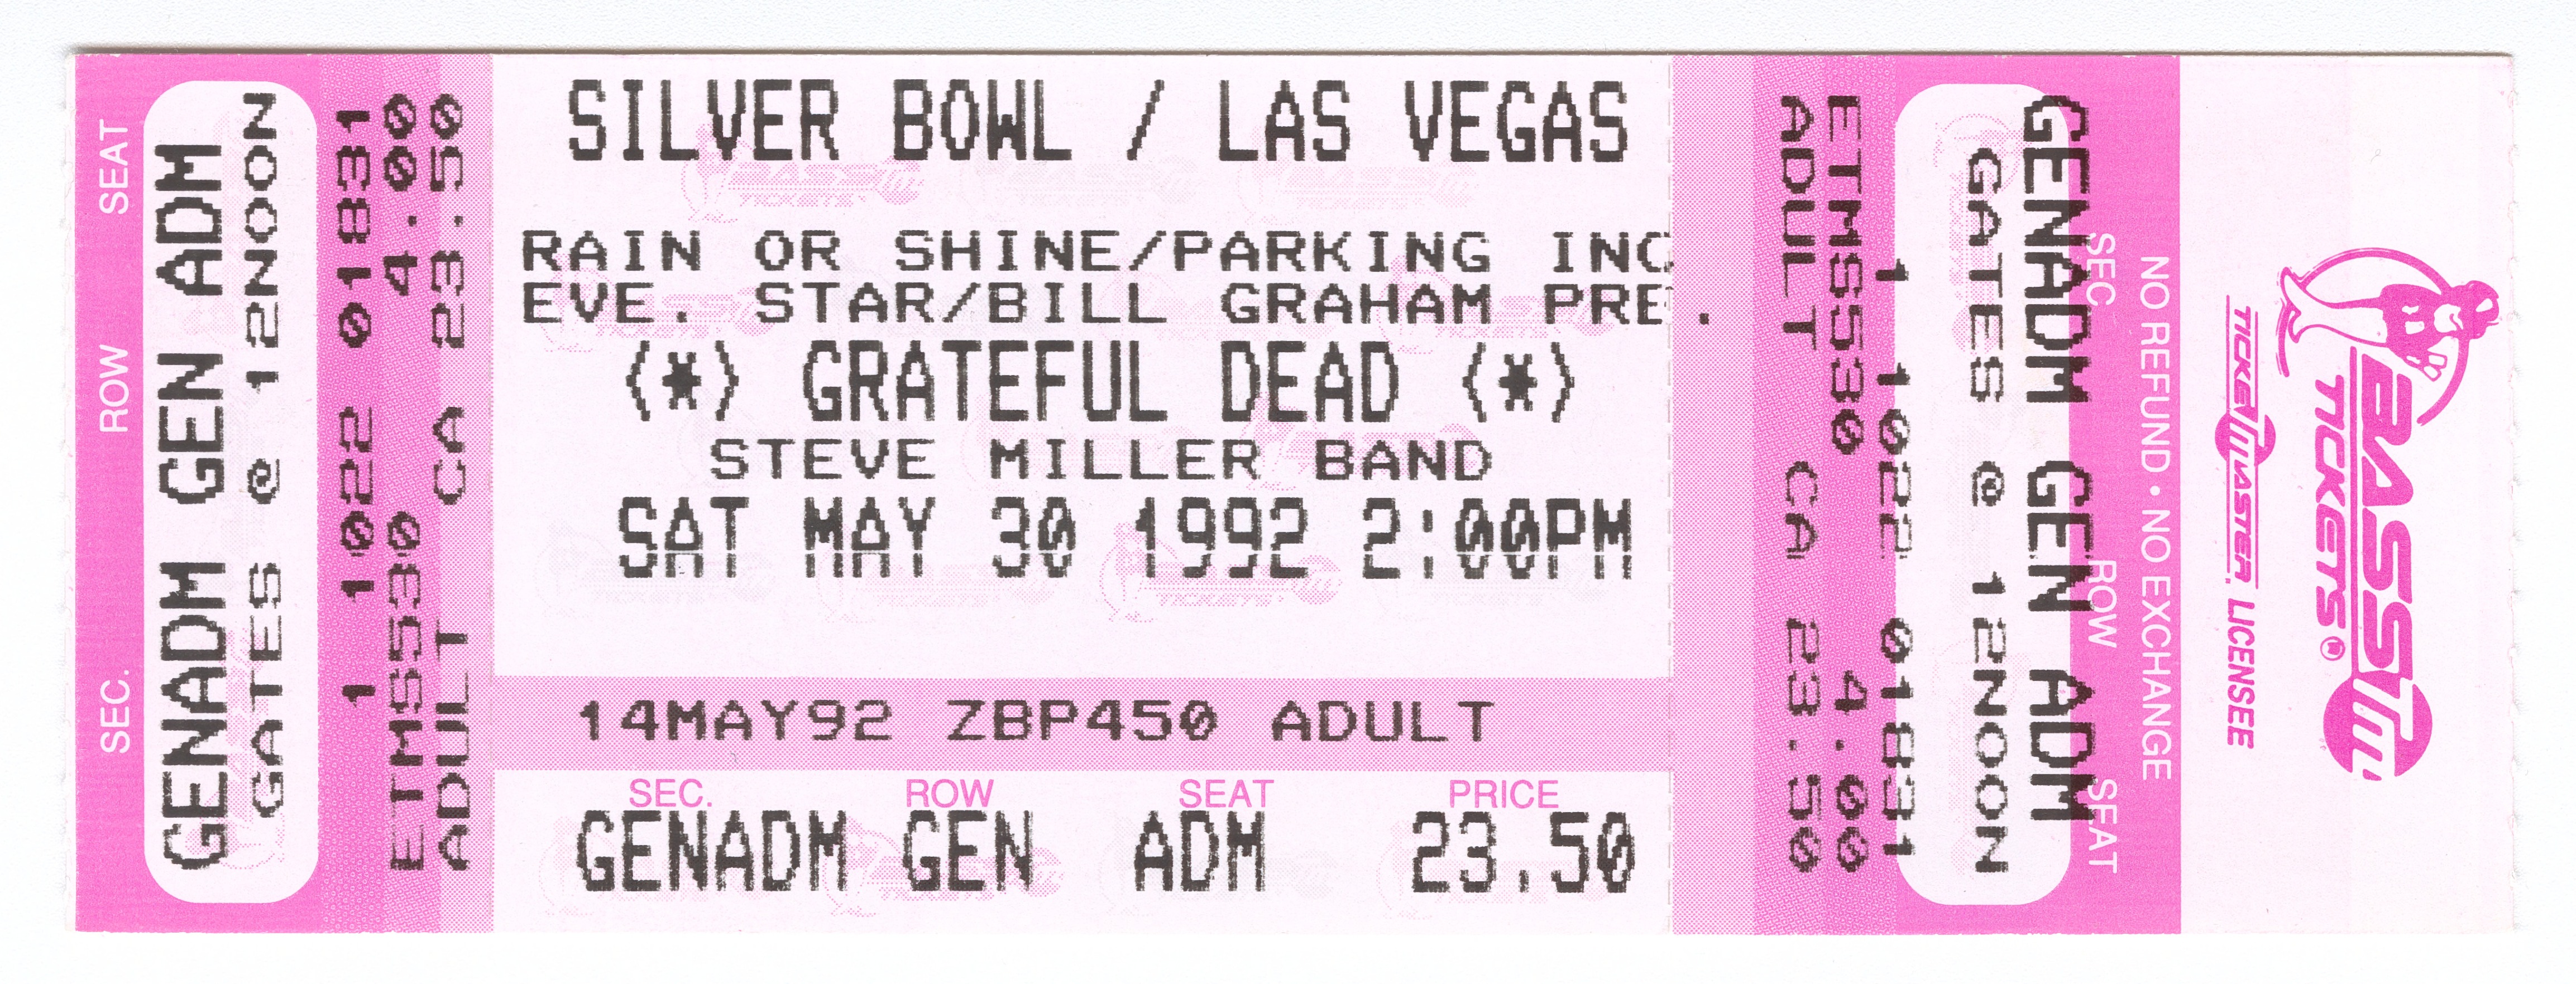 SEC. ROW SEAT
GENADM GEN ADM
GATES @ 12NOON
1 1022 01831
ETMS530 4.00
ADULT CA 23.50
SILVER BOWL / LAS VEGAS
RAIN OR SHINE/PARKING INC
EVE. STAR/BILL GRAHAM PRE.
(*) GRATEFUL DEAD (*)
STEVE MILLER BAND
SAT MAY 30 1992 2:00PM
14MAY92 ZBP450 ADULT
SEC. ROW SEAT PRICE
GENADM GEN ADM 23.50
ADULT CA 23.50
ETMS530 4.00
1 1022 01831
GATES @ 12NOON
GENADM GEN ADM
SEC ROW SEAT
NO REFUND • NO EXCHANGE
TICKETMASTER LICENSEE
BASS
TICKETS®